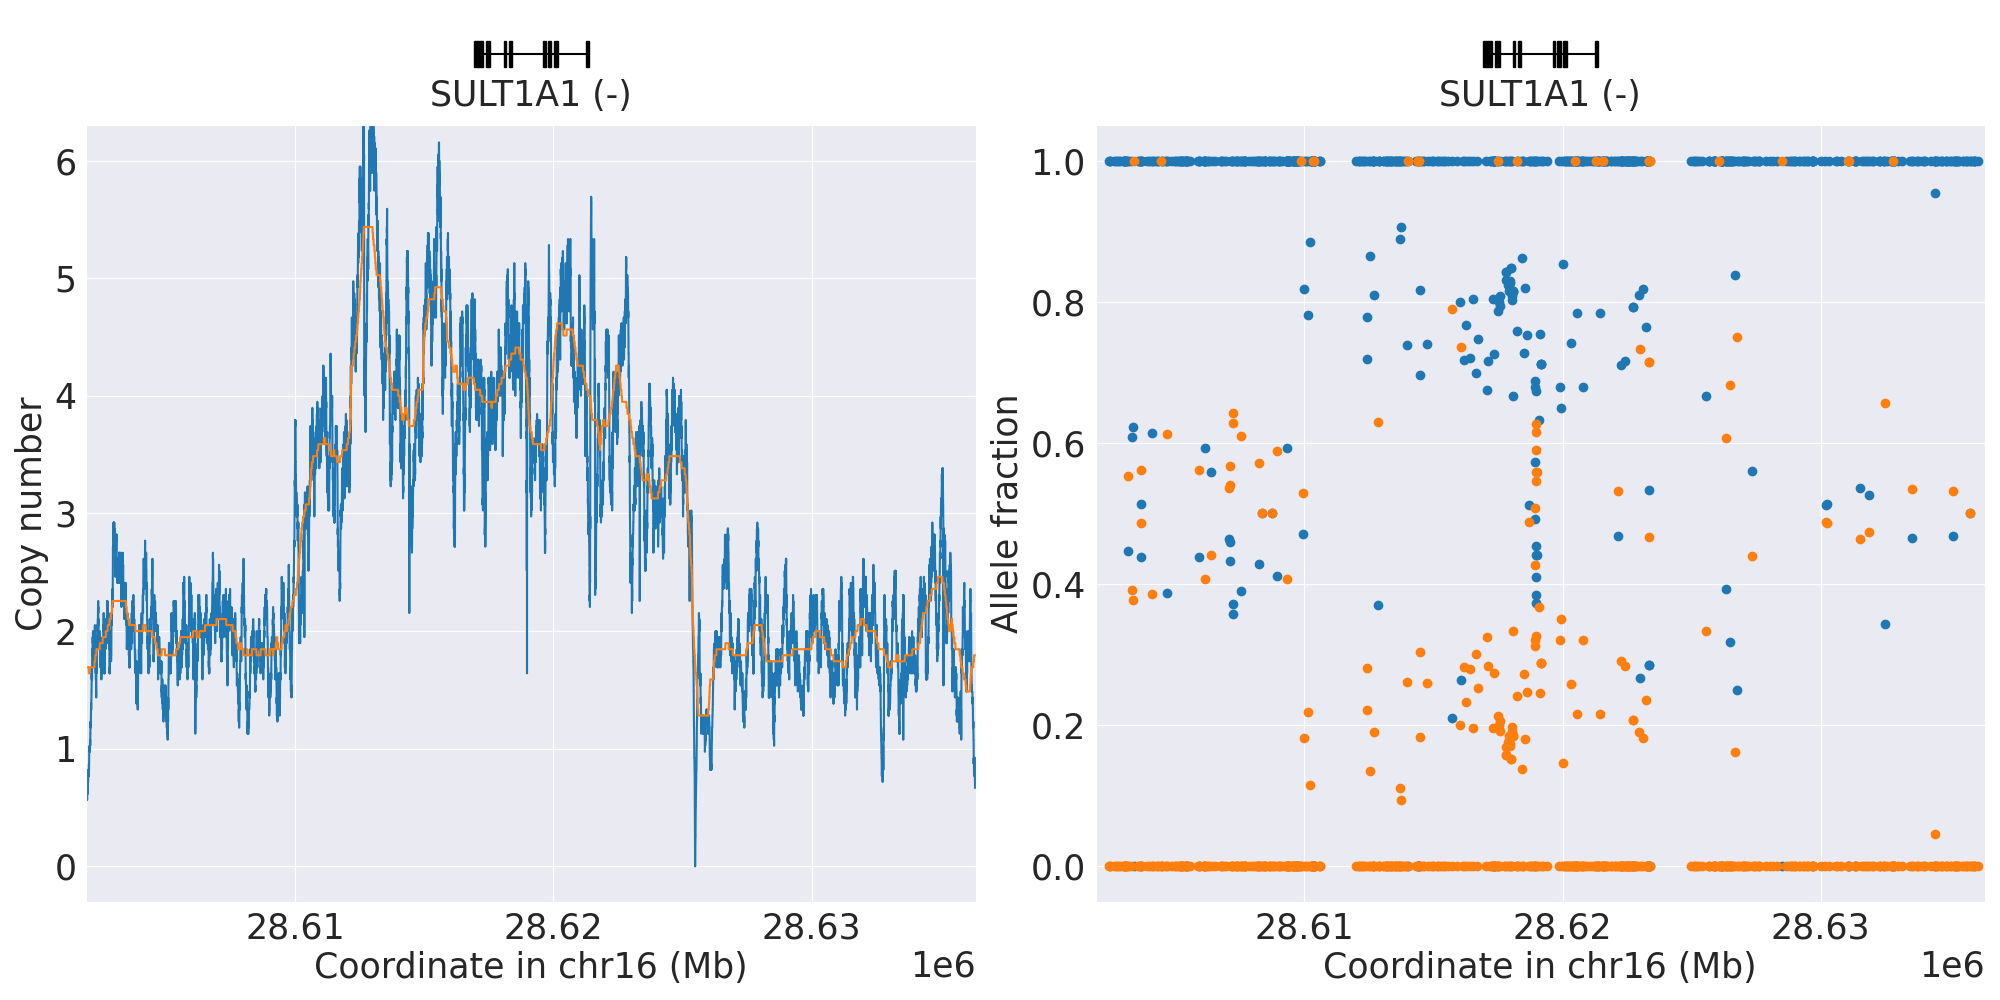 SULT1A1 (-)
Copy number
6
5
4
3
2
1
0
28.61
28.62
28.63
Coordinate in chr16 (Mb)
1e6
SULT1A1 (-)
Allele fraction
1.0
0.8
0.6
0.4
0.2
0.0
28.61
28.62
28.63
Coordinate in chr16 (Mb)
1e6